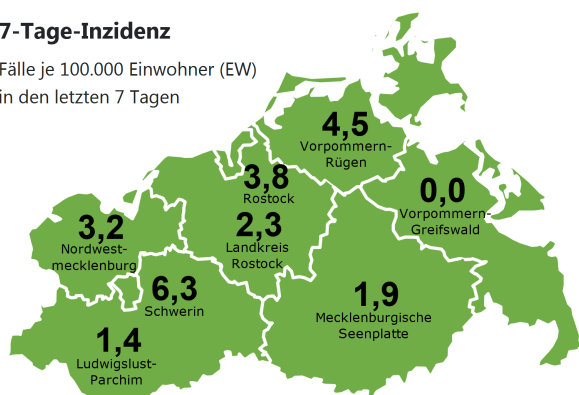 7-Tage-Inzidenz
Fälle je 100.000 Einwohner (EW)
in den letzten 7 Tagen
4,5
Vorpommern-
Rügen
3,8
Rostock
0,0
Vorpommern-
Greifswald
3,2
Nordwest-
mecklenburg
2,3
Landkreis
Rostock
6,3
Schwerin
1,9
Mecklenburgische
Seenplatte
1,4
Ludwigslust-
Parchim